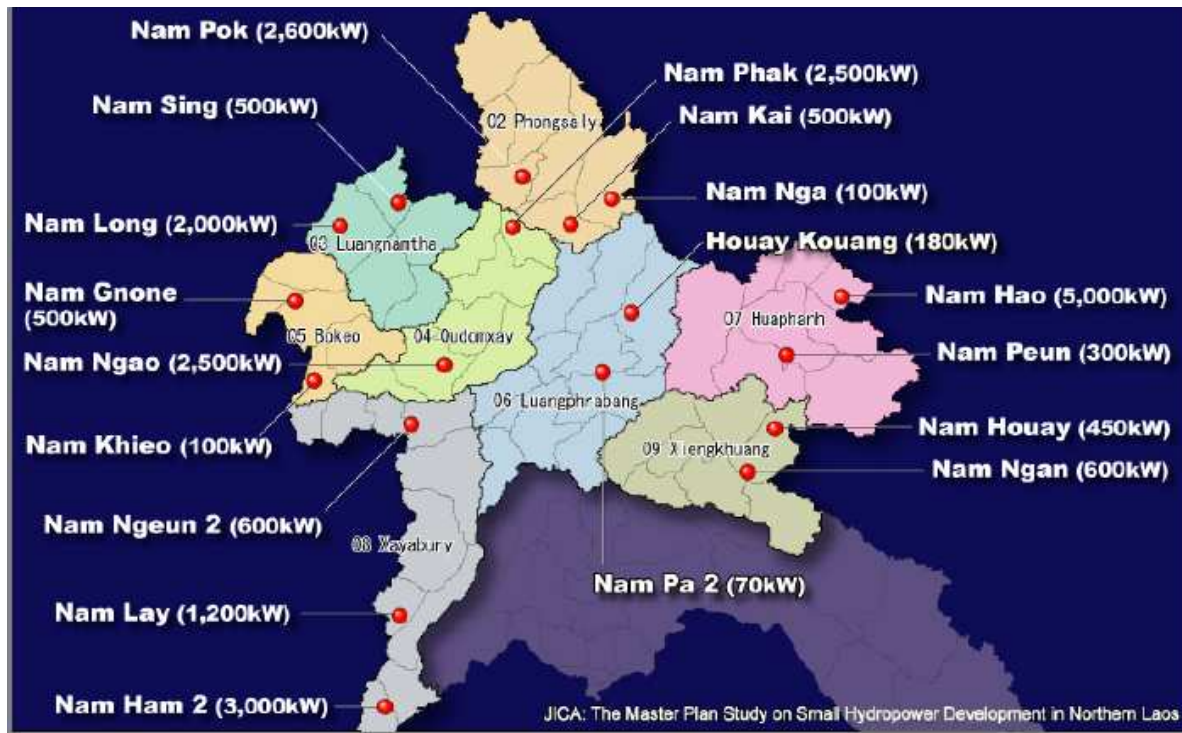 Nam Pok (2,600kW)
Nam Phak (2,500kW)
Nam Sing (500kW)
Nam Kai (500kW)
02 Phongsaly
Nam Nga (100kW)
Nam Long (2,000kW)
03 Luangnamtha
Houay Kouang (180kW)
Nam Gnone
(500kW)
Nam Hao (5,000kW)
07 Huaphanh
05 Bokeo
04 Oudomxay
Nam Ngao (2,500kW)
Nam Peun (300kW)
06 Luangphrabang
Nam Khieo (100kW)
Nam Houay (450kW)
09 Xiengkhuang
Nam Ngan (600kW)
Nam Ngeun 2 (600kW)
08 Xayabury
Nam Pa 2 (70kW)
Nam Lay (1,200kW)
Nam Ham 2 (3,000kW)
JICA: The Master Plan Study on Small Hydropower Development in Northern Laos